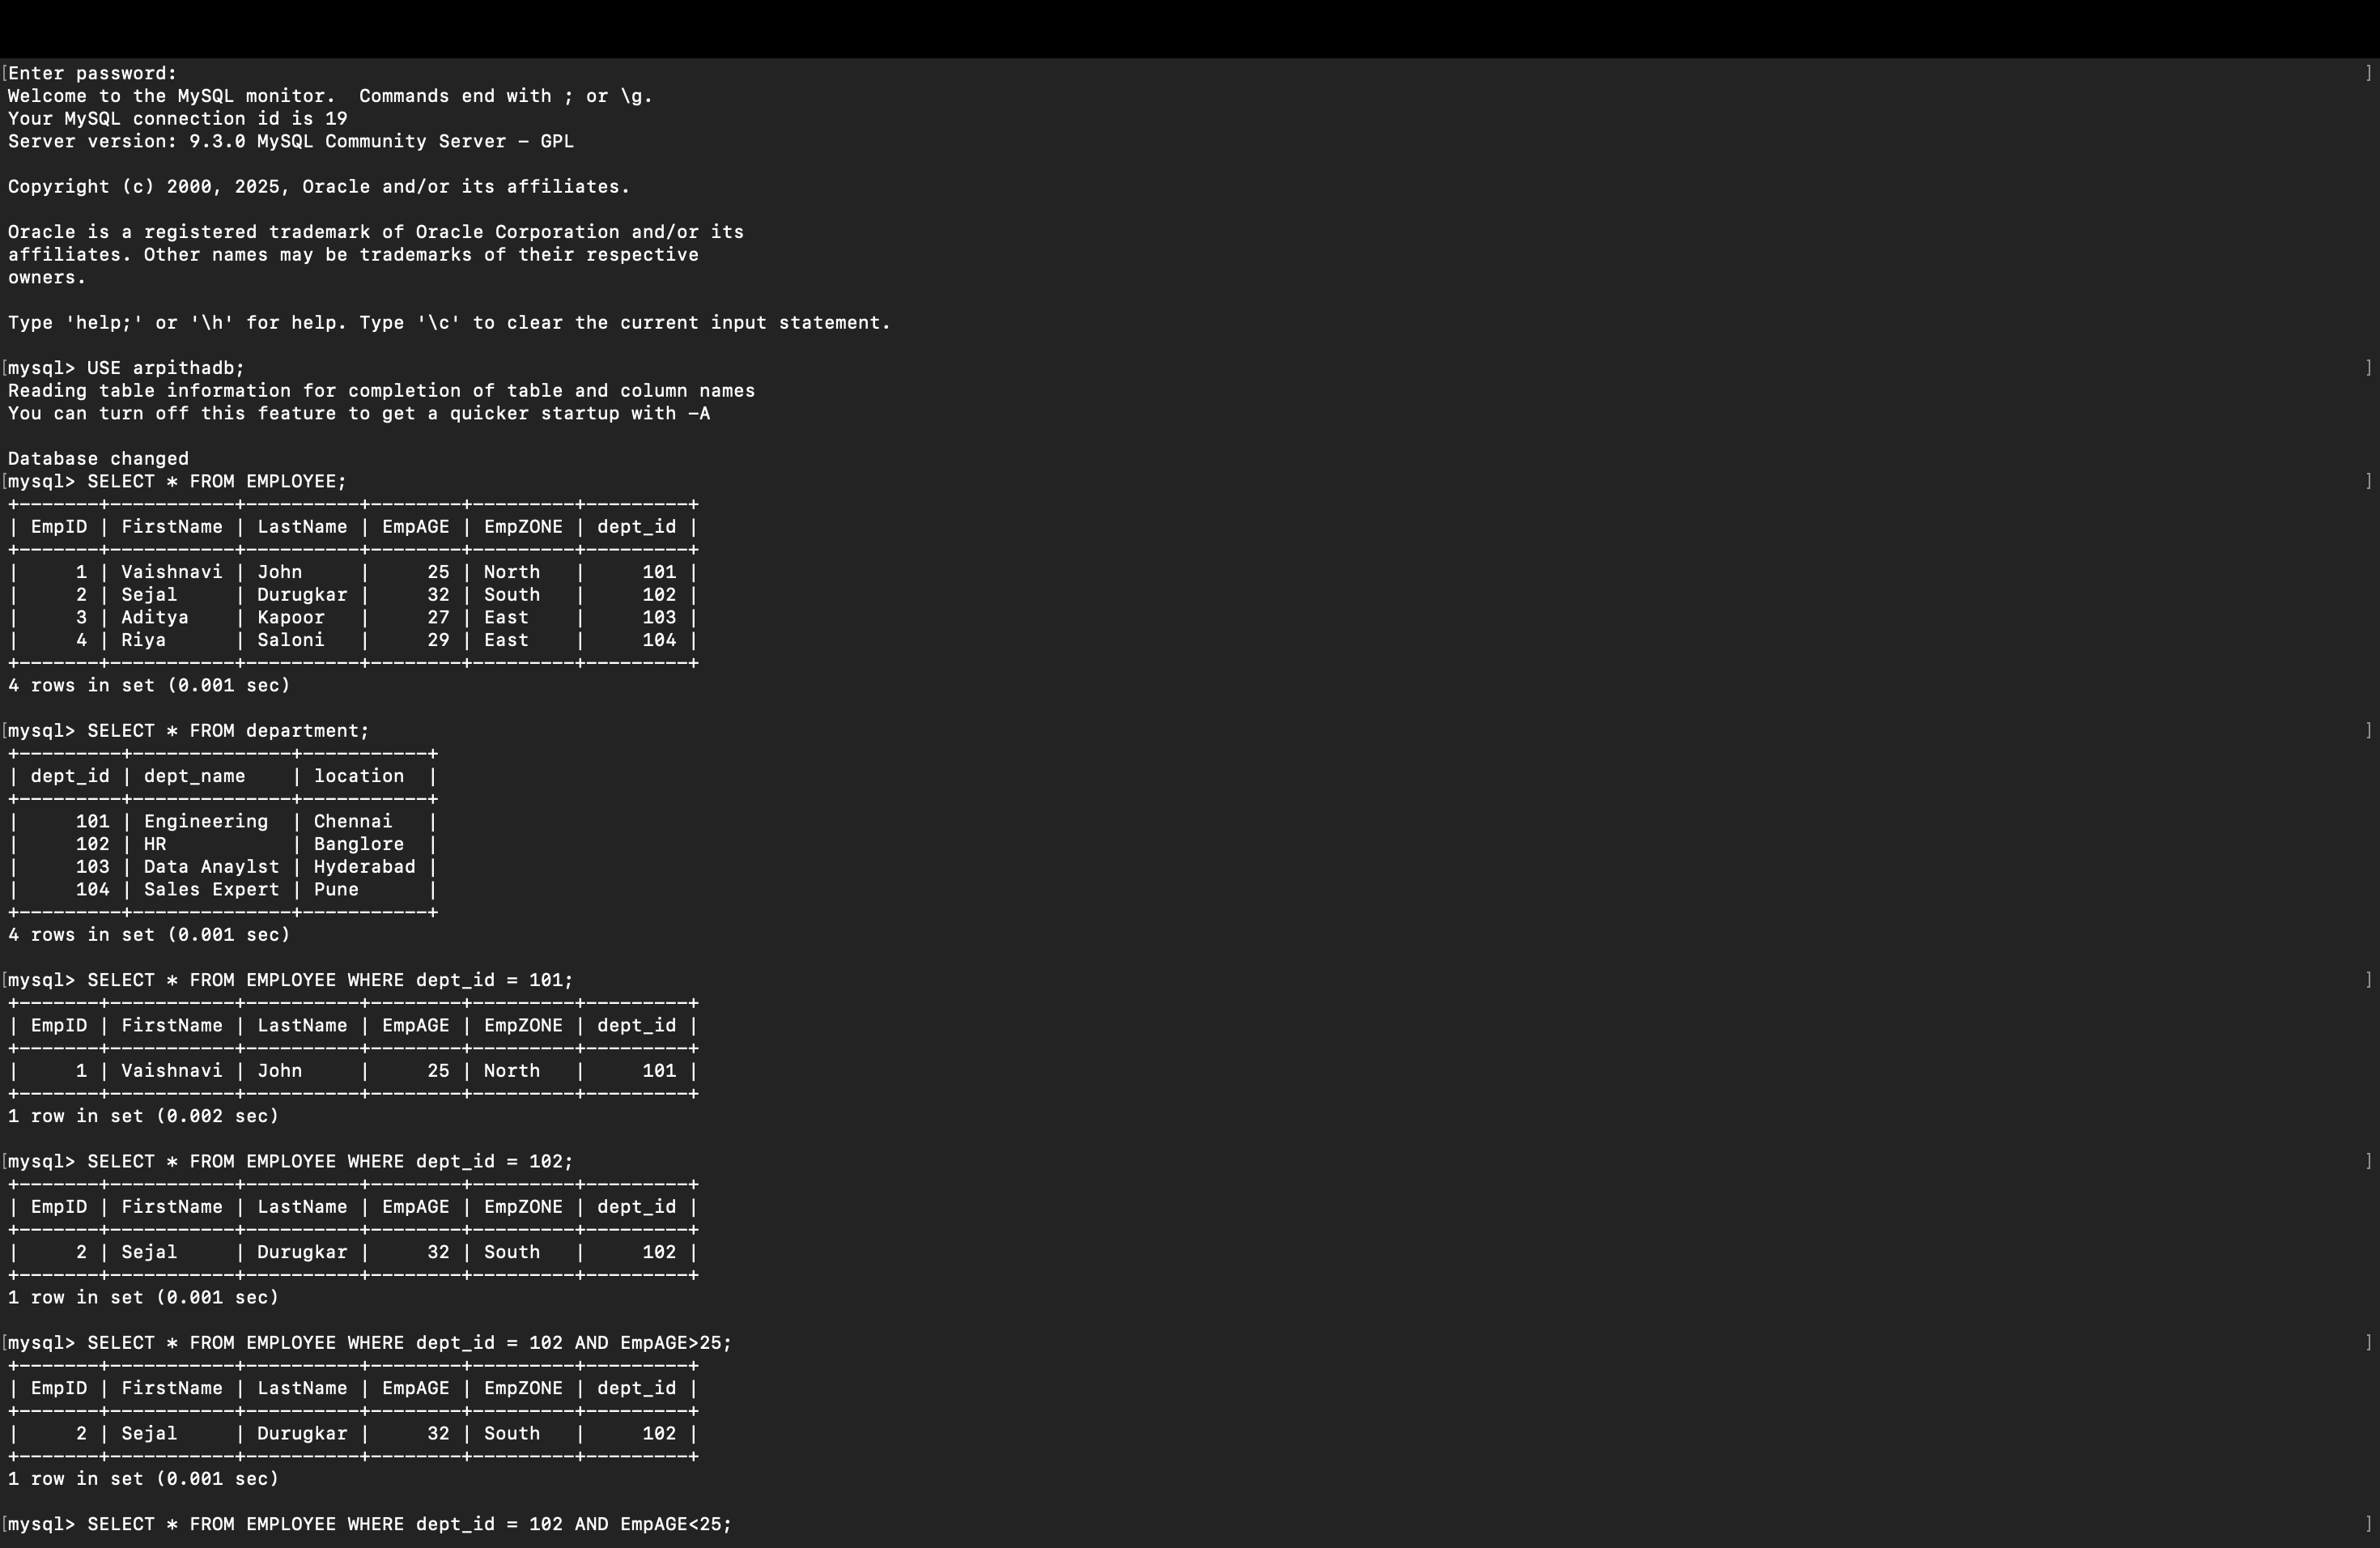 [Enter password: ]
Welcome to the MySQL monitor.  Commands end with ; or \g.
Your MySQL connection id is 19
Server version: 9.3.0 MySQL Community Server - GPL

Copyright (c) 2000, 2025, Oracle and/or its affiliates.

Oracle is a registered trademark of Oracle Corporation and/or its
affiliates. Other names may be trademarks of their respective
owners.

Type 'help;' or '\h' for help. Type '\c' to clear the current input statement.

[mysql> USE arpithadb; ]
Reading table information for completion of table and column names
You can turn off this feature to get a quicker startup with -A

Database changed
[mysql> SELECT * FROM EMPLOYEE; ]
+-------+-----------+----------+--------+---------+---------+
| EmpID | FirstName | LastName | EmpAGE | EmpZONE | dept_id |
+-------+-----------+----------+--------+---------+---------+
|     1 | Vaishnavi | John     |     25 | North   |     101 |
|     2 | Sejal     | Durugkar |     32 | South   |     102 |
|     3 | Aditya    | Kapoor   |     27 | East    |     103 |
|     4 | Riya      | Saloni   |     29 | East    |     104 |
+-------+-----------+----------+--------+---------+---------+
4 rows in set (0.001 sec)

[mysql> SELECT * FROM department; ]
+---------+--------------+-----------+
| dept_id | dept_name    | location  |
+---------+--------------+-----------+
|     101 | Engineering  | Chennai   |
|     102 | HR           | Banglore  |
|     103 | Data Anaylst | Hyderabad |
|     104 | Sales Expert | Pune      |
+---------+--------------+-----------+
4 rows in set (0.001 sec)

[mysql> SELECT * FROM EMPLOYEE WHERE dept_id = 101; ]
+-------+-----------+----------+--------+---------+---------+
| EmpID | FirstName | LastName | EmpAGE | EmpZONE | dept_id |
+-------+-----------+----------+--------+---------+---------+
|     1 | Vaishnavi | John     |     25 | North   |     101 |
+-------+-----------+----------+--------+---------+---------+
1 row in set (0.002 sec)

[mysql> SELECT * FROM EMPLOYEE WHERE dept_id = 102; ]
+-------+-----------+----------+--------+---------+---------+
| EmpID | FirstName | LastName | EmpAGE | EmpZONE | dept_id |
+-------+-----------+----------+--------+---------+---------+
|     2 | Sejal     | Durugkar |     32 | South   |     102 |
+-------+-----------+----------+--------+---------+---------+
1 row in set (0.001 sec)

[mysql> SELECT * FROM EMPLOYEE WHERE dept_id = 102 AND EmpAGE>25; ]
+-------+-----------+----------+--------+---------+---------+
| EmpID | FirstName | LastName | EmpAGE | EmpZONE | dept_id |
+-------+-----------+----------+--------+---------+---------+
|     2 | Sejal     | Durugkar |     32 | South   |     102 |
+-------+-----------+----------+--------+---------+---------+
1 row in set (0.001 sec)

[mysql> SELECT * FROM EMPLOYEE WHERE dept_id = 102 AND EmpAGE<25; ]